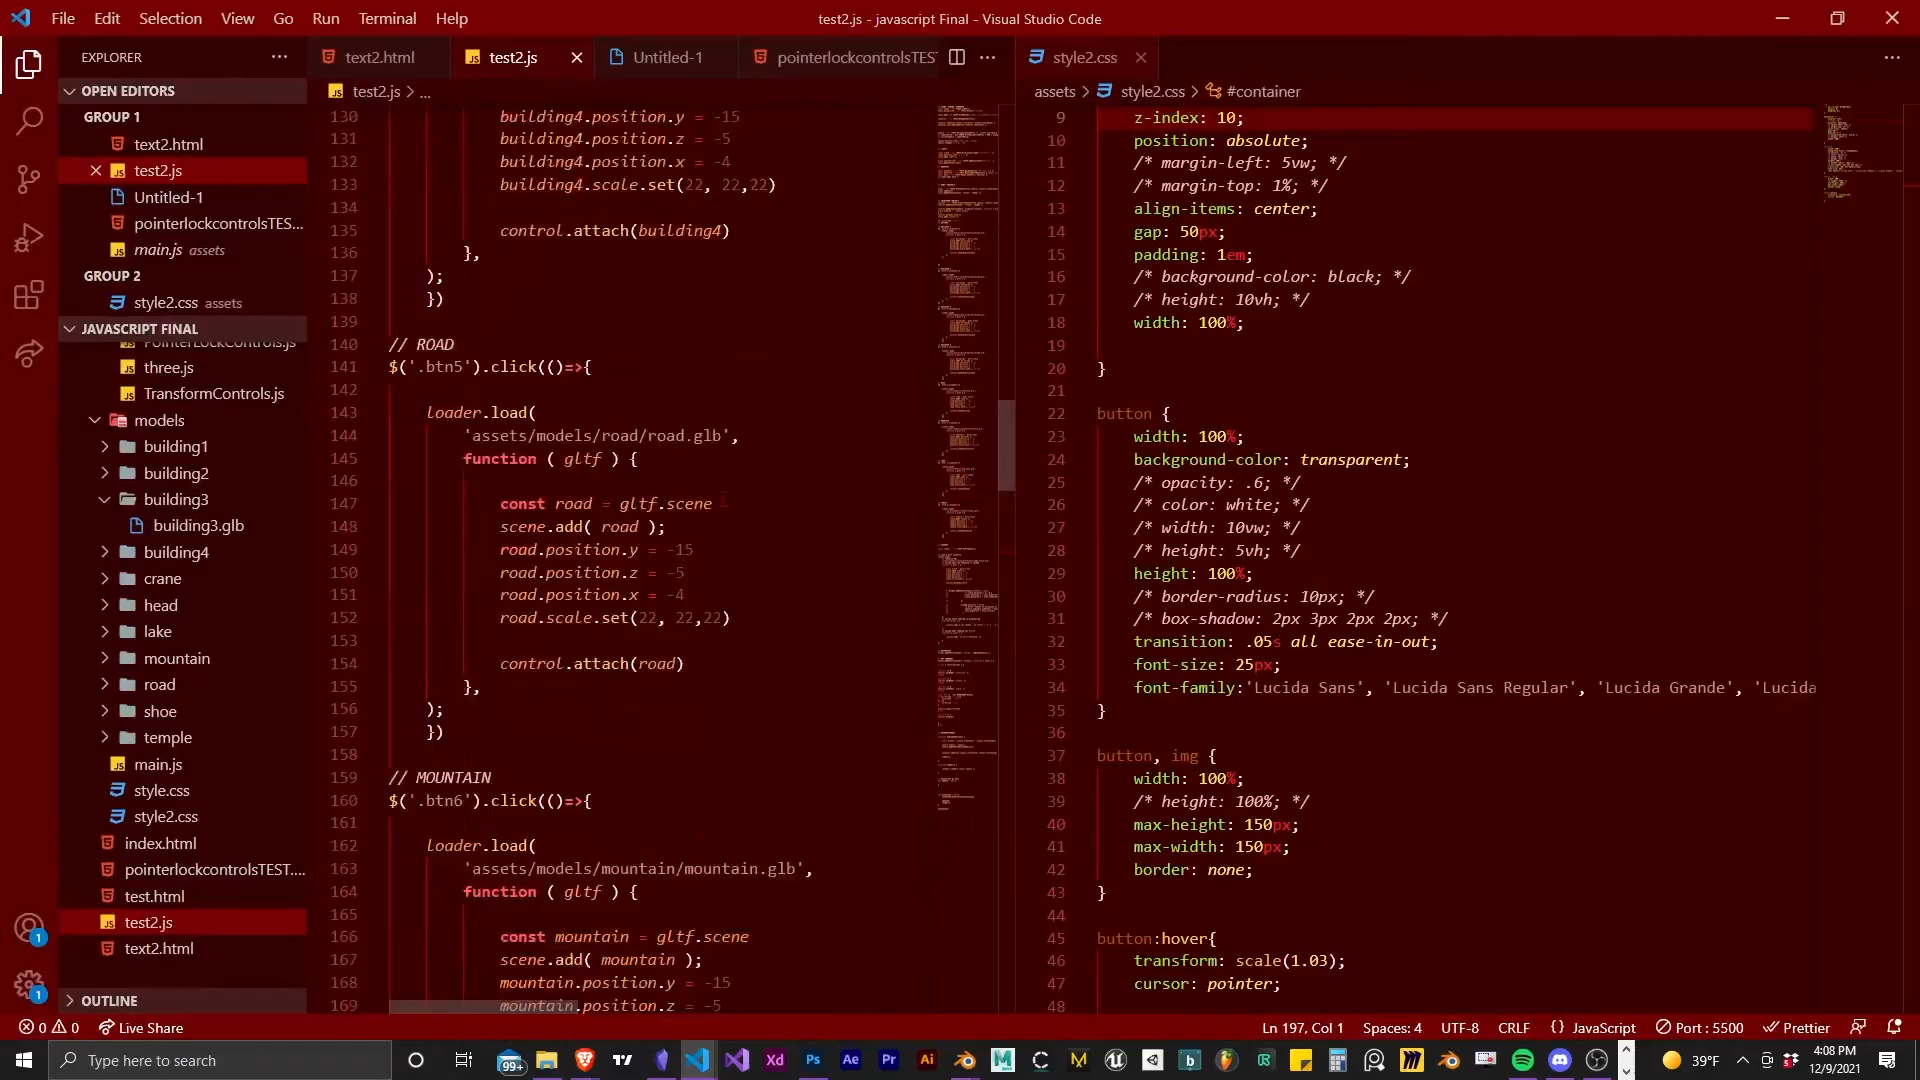 File Edit Selection View Go Run Terminal Help
test2.js - javascript Final - Visual Studio Code
EXPLORER
OPEN EDITORS
GROUP 1
text2.html
test2.js
Untitled-1
pointerlockcontrolsTES...
main.js assets
GROUP 2
style2.css assets
JAVASCRIPT FINAL
PointerLockControls.js
three.js
TransformControls.js
models
building1
building2
building3
building3.glb
building4
crane
head
lake
mountain
road
shoe
temple
main.js
style.css
style2.css
index.html
pointerlockcontrolsTEST....
test.html
test2.js
text2.html
OUTLINE
text2.html test2.js Untitled-1 pointerlockcontrolsTES
test2.js > ...
130 building4.position.y = -15
131 building4.position.z = -5
132 building4.position.x = -4
133 building4.scale.set(22, 22,22)
134
135 control.attach(building4)
136 },
137 );
138 })
139
140 // ROAD
141 $('.btn5').click(()=>{
142
143 loader.load(
144 'assets/models/road/road.glb',
145 function ( gltf ) {
146
147 const road = gltf.scene
148 scene.add( road );
149 road.position.y = -15
150 road.position.z = -5
151 road.position.x = -4
152 road.scale.set(22, 22,22)
153
154 control.attach(road)
155 },
156 );
157 })
158
159 // MOUNTAIN
160 $('.btn6').click(()=>{
161
162 loader.load(
163 'assets/models/mountain/mountain.glb',
164 function ( gltf ) {
165
166 const mountain = gltf.scene
167 scene.add( mountain );
168 mountain.position.y = -15
169 mountain.position.z = -5
style2.css
assets > style2.css > #container
9 z-index: 10;
10 position: absolute;
11 /* margin-left: 5vw; */
12 /* margin-top: 1%; */
13 align-items: center;
14 gap: 50px;
15 padding: 1em;
16 /* background-color: black; */
17 /* height: 10vh; */
18 width: 100%;
19
20 }
21
22 button {
23 width: 100%;
24 background-color: transparent;
25 /* opacity: .6; */
26 /* color: white; */
27 /* width: 10vw; */
28 /* height: 5vh; */
29 height: 100%;
30 /* border-radius: 10px; */
31 /* box-shadow: 2px 3px 2px 2px; */
32 transition: .05s all ease-in-out;
33 font-size: 25px;
34 font-family:'Lucida Sans', 'Lucida Sans Regular', 'Lucida Grande', 'Lucida
35 }
36
37 button, img {
38 width: 100%;
39 /* height: 100%; */
40 max-height: 150px;
41 max-width: 150px;
42 border: none;
43 }
44
45 button:hover{
46 transform: scale(1.03);
47 cursor: pointer;
48
1
1
0 0 Live Share
Ln 197, Col 1 Spaces: 4 UTF-8 CRLF {} JavaScript Port : 5500 Prettier
Type here to search
99+ Xd Ps Ae Pr Ai
39°F
4:08 PM
12/9/2021